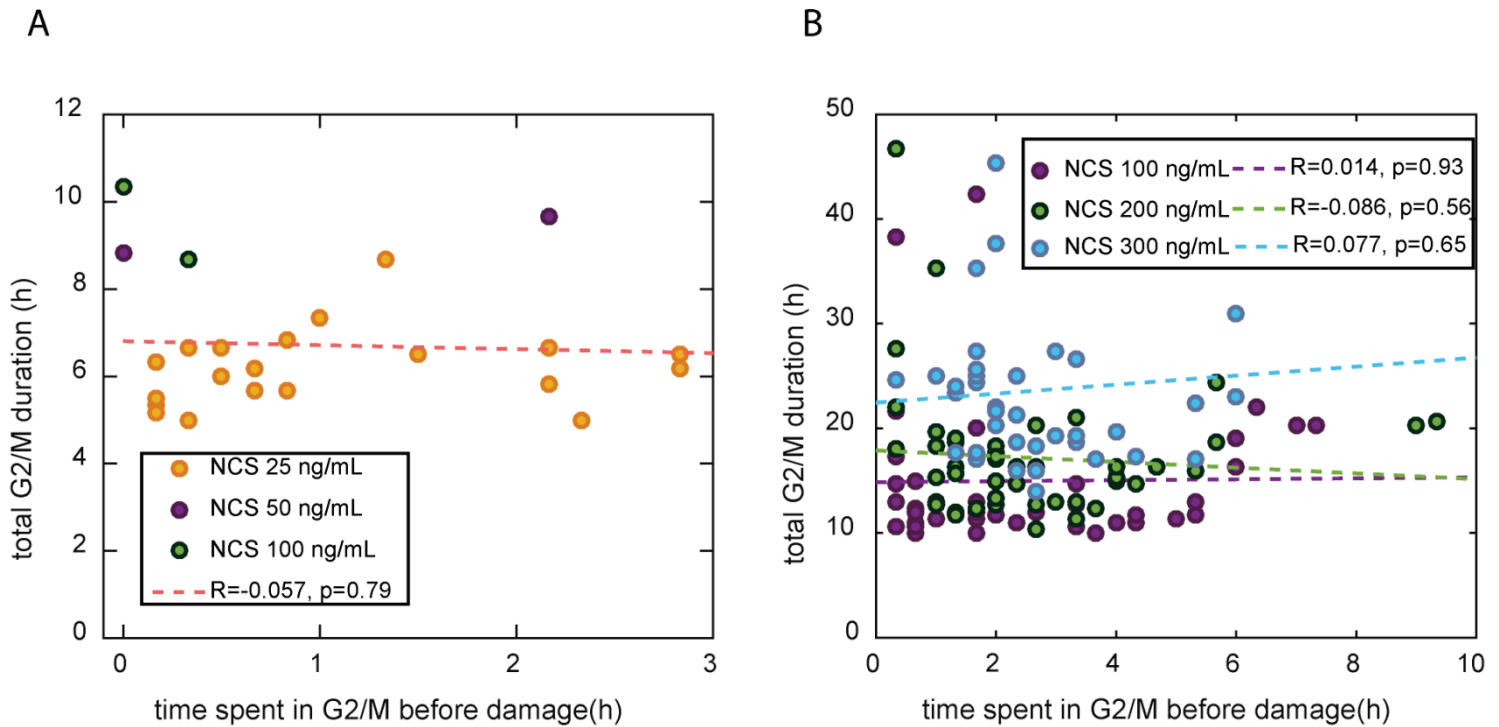 A
total G2/M duration (h)
12
10
8
6
4
2
0
NCS 25 ng/mL
NCS 50 ng/mL
NCS 100 ng/mL
R=-0.057, p=0.79
0 1 2 3
time spent in G2/M before damage(h)
B
total G2/M duration (h)
50
40
30
20
10
0
NCS 100 ng/mL R=0.014, p=0.93
NCS 200 ng/mL R=-0.086, p=0.56
NCS 300 ng/mL R=0.077, p=0.65
0 2 4 6 8 10
time spent in G2/M before damage(h)